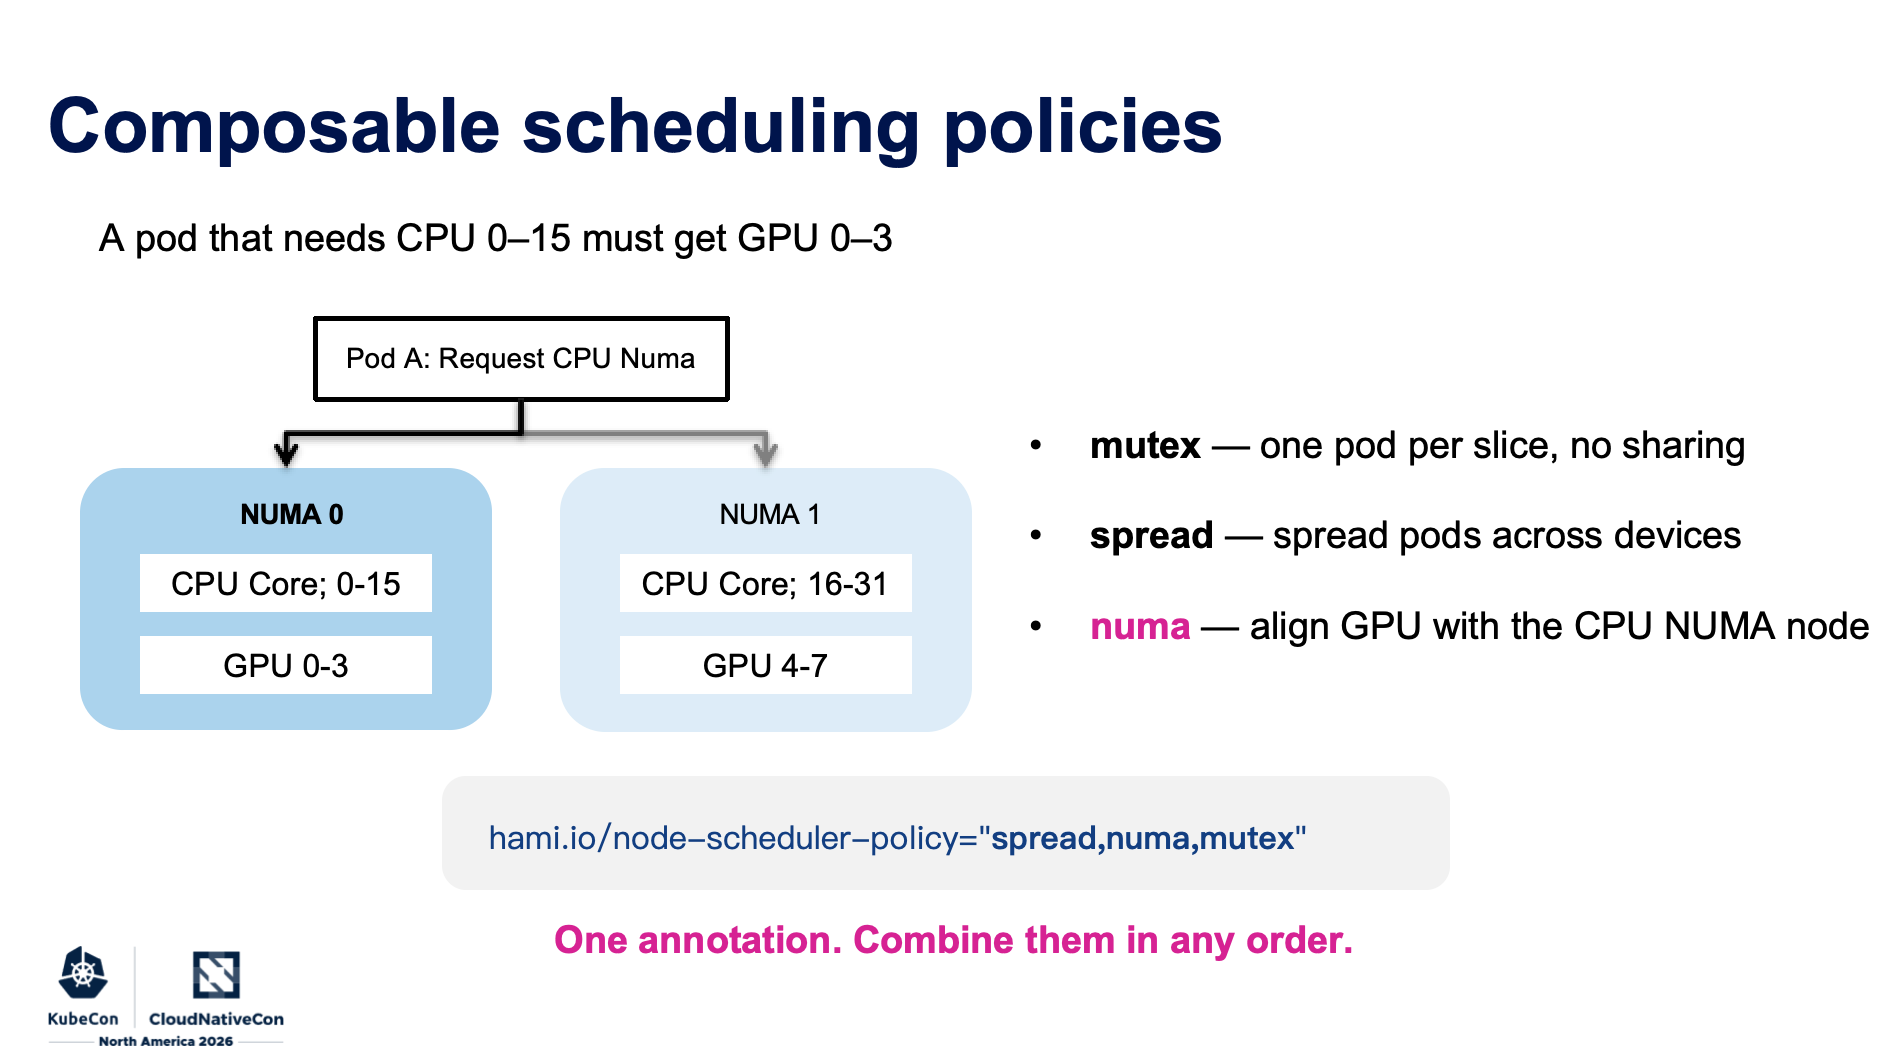 Composable scheduling policies
A pod that needs CPU 0–15 must get GPU 0–3
Pod A: Request CPU Numa
NUMA 0
CPU Core; 0-15
GPU 0-3
NUMA 1
CPU Core; 16-31
GPU 4-7
• mutex — one pod per slice, no sharing
• spread — spread pods across devices
• numa — align GPU with the CPU NUMA node
hami.io/node-scheduler-policy="spread,numa,mutex"
One annotation. Combine them in any order.
KubeCon
CloudNativeCon
North America 2026